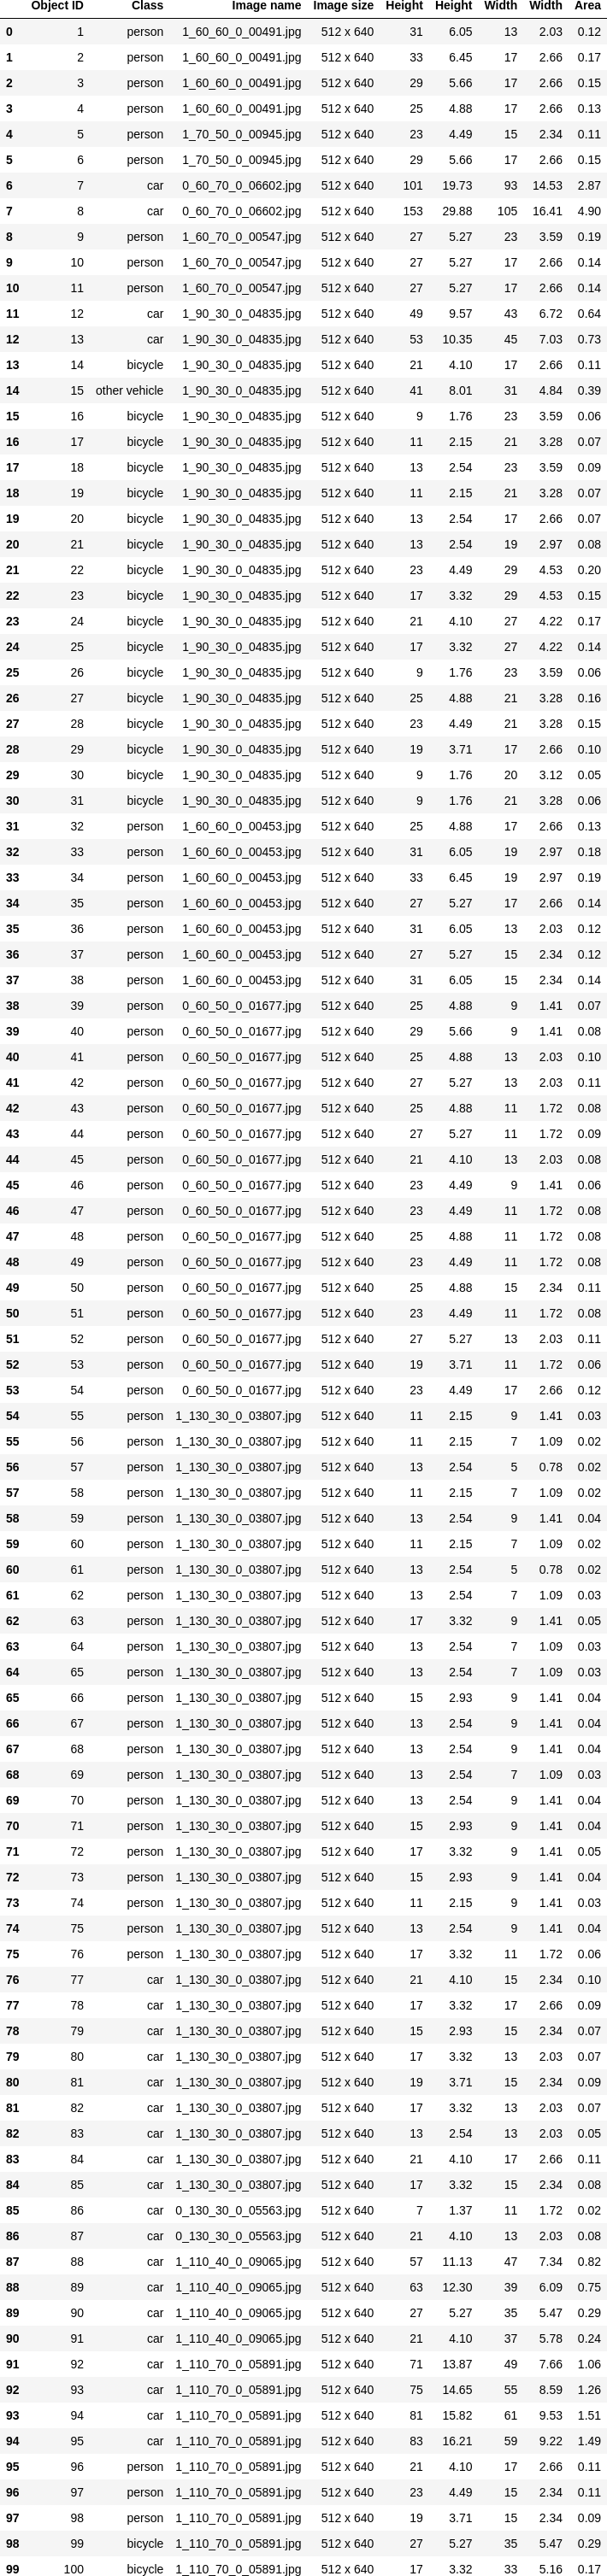 Object ID Class Image name Image size Height Height Width Width Area
0 1 person 1_60_60_0_00491.jpg 512 x 640 31 6.05 13 2.03 0.12
1 2 person 1_60_60_0_00491.jpg 512 x 640 33 6.45 17 2.66 0.17
2 3 person 1_60_60_0_00491.jpg 512 x 640 29 5.66 17 2.66 0.15
3 4 person 1_60_60_0_00491.jpg 512 x 640 25 4.88 17 2.66 0.13
4 5 person 1_70_50_0_00945.jpg 512 x 640 23 4.49 15 2.34 0.11
5 6 person 1_70_50_0_00945.jpg 512 x 640 29 5.66 17 2.66 0.15
6 7 car 0_60_70_0_06602.jpg 512 x 640 101 19.73 93 14.53 2.87
7 8 car 0_60_70_0_06602.jpg 512 x 640 153 29.88 105 16.41 4.90
8 9 person 1_60_70_0_00547.jpg 512 x 640 27 5.27 23 3.59 0.19
9 10 person 1_60_70_0_00547.jpg 512 x 640 27 5.27 17 2.66 0.14
10 11 person 1_60_70_0_00547.jpg 512 x 640 27 5.27 17 2.66 0.14
11 12 car 1_90_30_0_04835.jpg 512 x 640 49 9.57 43 6.72 0.64
12 13 car 1_90_30_0_04835.jpg 512 x 640 53 10.35 45 7.03 0.73
13 14 bicycle 1_90_30_0_04835.jpg 512 x 640 21 4.10 17 2.66 0.11
14 15 other vehicle 1_90_30_0_04835.jpg 512 x 640 41 8.01 31 4.84 0.39
15 16 bicycle 1_90_30_0_04835.jpg 512 x 640 9 1.76 23 3.59 0.06
16 17 bicycle 1_90_30_0_04835.jpg 512 x 640 11 2.15 21 3.28 0.07
17 18 bicycle 1_90_30_0_04835.jpg 512 x 640 13 2.54 23 3.59 0.09
18 19 bicycle 1_90_30_0_04835.jpg 512 x 640 11 2.15 21 3.28 0.07
19 20 bicycle 1_90_30_0_04835.jpg 512 x 640 13 2.54 17 2.66 0.07
20 21 bicycle 1_90_30_0_04835.jpg 512 x 640 13 2.54 19 2.97 0.08
21 22 bicycle 1_90_30_0_04835.jpg 512 x 640 23 4.49 29 4.53 0.20
22 23 bicycle 1_90_30_0_04835.jpg 512 x 640 17 3.32 29 4.53 0.15
23 24 bicycle 1_90_30_0_04835.jpg 512 x 640 21 4.10 27 4.22 0.17
24 25 bicycle 1_90_30_0_04835.jpg 512 x 640 17 3.32 27 4.22 0.14
25 26 bicycle 1_90_30_0_04835.jpg 512 x 640 9 1.76 23 3.59 0.06
26 27 bicycle 1_90_30_0_04835.jpg 512 x 640 25 4.88 21 3.28 0.16
27 28 bicycle 1_90_30_0_04835.jpg 512 x 640 23 4.49 21 3.28 0.15
28 29 bicycle 1_90_30_0_04835.jpg 512 x 640 19 3.71 17 2.66 0.10
29 30 bicycle 1_90_30_0_04835.jpg 512 x 640 9 1.76 20 3.12 0.05
30 31 bicycle 1_90_30_0_04835.jpg 512 x 640 9 1.76 21 3.28 0.06
31 32 person 1_60_60_0_00453.jpg 512 x 640 25 4.88 17 2.66 0.13
32 33 person 1_60_60_0_00453.jpg 512 x 640 31 6.05 19 2.97 0.18
33 34 person 1_60_60_0_00453.jpg 512 x 640 33 6.45 19 2.97 0.19
34 35 person 1_60_60_0_00453.jpg 512 x 640 27 5.27 17 2.66 0.14
35 36 person 1_60_60_0_00453.jpg 512 x 640 31 6.05 13 2.03 0.12
36 37 person 1_60_60_0_00453.jpg 512 x 640 27 5.27 15 2.34 0.12
37 38 person 1_60_60_0_00453.jpg 512 x 640 31 6.05 15 2.34 0.14
38 39 person 0_60_50_0_01677.jpg 512 x 640 25 4.88 9 1.41 0.07
39 40 person 0_60_50_0_01677.jpg 512 x 640 29 5.66 9 1.41 0.08
40 41 person 0_60_50_0_01677.jpg 512 x 640 25 4.88 13 2.03 0.10
41 42 person 0_60_50_0_01677.jpg 512 x 640 27 5.27 13 2.03 0.11
42 43 person 0_60_50_0_01677.jpg 512 x 640 25 4.88 11 1.72 0.08
43 44 person 0_60_50_0_01677.jpg 512 x 640 27 5.27 11 1.72 0.09
44 45 person 0_60_50_0_01677.jpg 512 x 640 21 4.10 13 2.03 0.08
45 46 person 0_60_50_0_01677.jpg 512 x 640 23 4.49 9 1.41 0.06
46 47 person 0_60_50_0_01677.jpg 512 x 640 23 4.49 11 1.72 0.08
47 48 person 0_60_50_0_01677.jpg 512 x 640 25 4.88 11 1.72 0.08
48 49 person 0_60_50_0_01677.jpg 512 x 640 23 4.49 11 1.72 0.08
49 50 person 0_60_50_0_01677.jpg 512 x 640 25 4.88 15 2.34 0.11
50 51 person 0_60_50_0_01677.jpg 512 x 640 23 4.49 11 1.72 0.08
51 52 person 0_60_50_0_01677.jpg 512 x 640 27 5.27 13 2.03 0.11
52 53 person 0_60_50_0_01677.jpg 512 x 640 19 3.71 11 1.72 0.06
53 54 person 0_60_50_0_01677.jpg 512 x 640 23 4.49 17 2.66 0.12
54 55 person 1_130_30_0_03807.jpg 512 x 640 11 2.15 9 1.41 0.03
55 56 person 1_130_30_0_03807.jpg 512 x 640 11 2.15 7 1.09 0.02
56 57 person 1_130_30_0_03807.jpg 512 x 640 13 2.54 5 0.78 0.02
57 58 person 1_130_30_0_03807.jpg 512 x 640 11 2.15 7 1.09 0.02
58 59 person 1_130_30_0_03807.jpg 512 x 640 13 2.54 9 1.41 0.04
59 60 person 1_130_30_0_03807.jpg 512 x 640 11 2.15 7 1.09 0.02
60 61 person 1_130_30_0_03807.jpg 512 x 640 13 2.54 5 0.78 0.02
61 62 person 1_130_30_0_03807.jpg 512 x 640 13 2.54 7 1.09 0.03
62 63 person 1_130_30_0_03807.jpg 512 x 640 17 3.32 9 1.41 0.05
63 64 person 1_130_30_0_03807.jpg 512 x 640 13 2.54 7 1.09 0.03
64 65 person 1_130_30_0_03807.jpg 512 x 640 13 2.54 7 1.09 0.03
65 66 person 1_130_30_0_03807.jpg 512 x 640 15 2.93 9 1.41 0.04
66 67 person 1_130_30_0_03807.jpg 512 x 640 13 2.54 9 1.41 0.04
67 68 person 1_130_30_0_03807.jpg 512 x 640 13 2.54 9 1.41 0.04
68 69 person 1_130_30_0_03807.jpg 512 x 640 13 2.54 7 1.09 0.03
69 70 person 1_130_30_0_03807.jpg 512 x 640 13 2.54 9 1.41 0.04
70 71 person 1_130_30_0_03807.jpg 512 x 640 15 2.93 9 1.41 0.04
71 72 person 1_130_30_0_03807.jpg 512 x 640 17 3.32 9 1.41 0.05
72 73 person 1_130_30_0_03807.jpg 512 x 640 15 2.93 9 1.41 0.04
73 74 person 1_130_30_0_03807.jpg 512 x 640 11 2.15 9 1.41 0.03
74 75 person 1_130_30_0_03807.jpg 512 x 640 13 2.54 9 1.41 0.04
75 76 person 1_130_30_0_03807.jpg 512 x 640 17 3.32 11 1.72 0.06
76 77 car 1_130_30_0_03807.jpg 512 x 640 21 4.10 15 2.34 0.10
77 78 car 1_130_30_0_03807.jpg 512 x 640 17 3.32 17 2.66 0.09
78 79 car 1_130_30_0_03807.jpg 512 x 640 15 2.93 15 2.34 0.07
79 80 car 1_130_30_0_03807.jpg 512 x 640 17 3.32 13 2.03 0.07
80 81 car 1_130_30_0_03807.jpg 512 x 640 19 3.71 15 2.34 0.09
81 82 car 1_130_30_0_03807.jpg 512 x 640 17 3.32 13 2.03 0.07
82 83 car 1_130_30_0_03807.jpg 512 x 640 13 2.54 13 2.03 0.05
83 84 car 1_130_30_0_03807.jpg 512 x 640 21 4.10 17 2.66 0.11
84 85 car 1_130_30_0_03807.jpg 512 x 640 17 3.32 15 2.34 0.08
85 86 car 0_130_30_0_05563.jpg 512 x 640 7 1.37 11 1.72 0.02
86 87 car 0_130_30_0_05563.jpg 512 x 640 21 4.10 13 2.03 0.08
87 88 car 1_110_40_0_09065.jpg 512 x 640 57 11.13 47 7.34 0.82
88 89 car 1_110_40_0_09065.jpg 512 x 640 63 12.30 39 6.09 0.75
89 90 car 1_110_40_0_09065.jpg 512 x 640 27 5.27 35 5.47 0.29
90 91 car 1_110_40_0_09065.jpg 512 x 640 21 4.10 37 5.78 0.24
91 92 car 1_110_70_0_05891.jpg 512 x 640 71 13.87 49 7.66 1.06
92 93 car 1_110_70_0_05891.jpg 512 x 640 75 14.65 55 8.59 1.26
93 94 car 1_110_70_0_05891.jpg 512 x 640 81 15.82 61 9.53 1.51
94 95 car 1_110_70_0_05891.jpg 512 x 640 83 16.21 59 9.22 1.49
95 96 person 1_110_70_0_05891.jpg 512 x 640 21 4.10 17 2.66 0.11
96 97 person 1_110_70_0_05891.jpg 512 x 640 23 4.49 15 2.34 0.11
97 98 person 1_110_70_0_05891.jpg 512 x 640 19 3.71 15 2.34 0.09
98 99 bicycle 1_110_70_0_05891.jpg 512 x 640 27 5.27 35 5.47 0.29
99 100 bicycle 1_110_70_0_05891.jpg 512 x 640 17 3.32 33 5.16 0.17